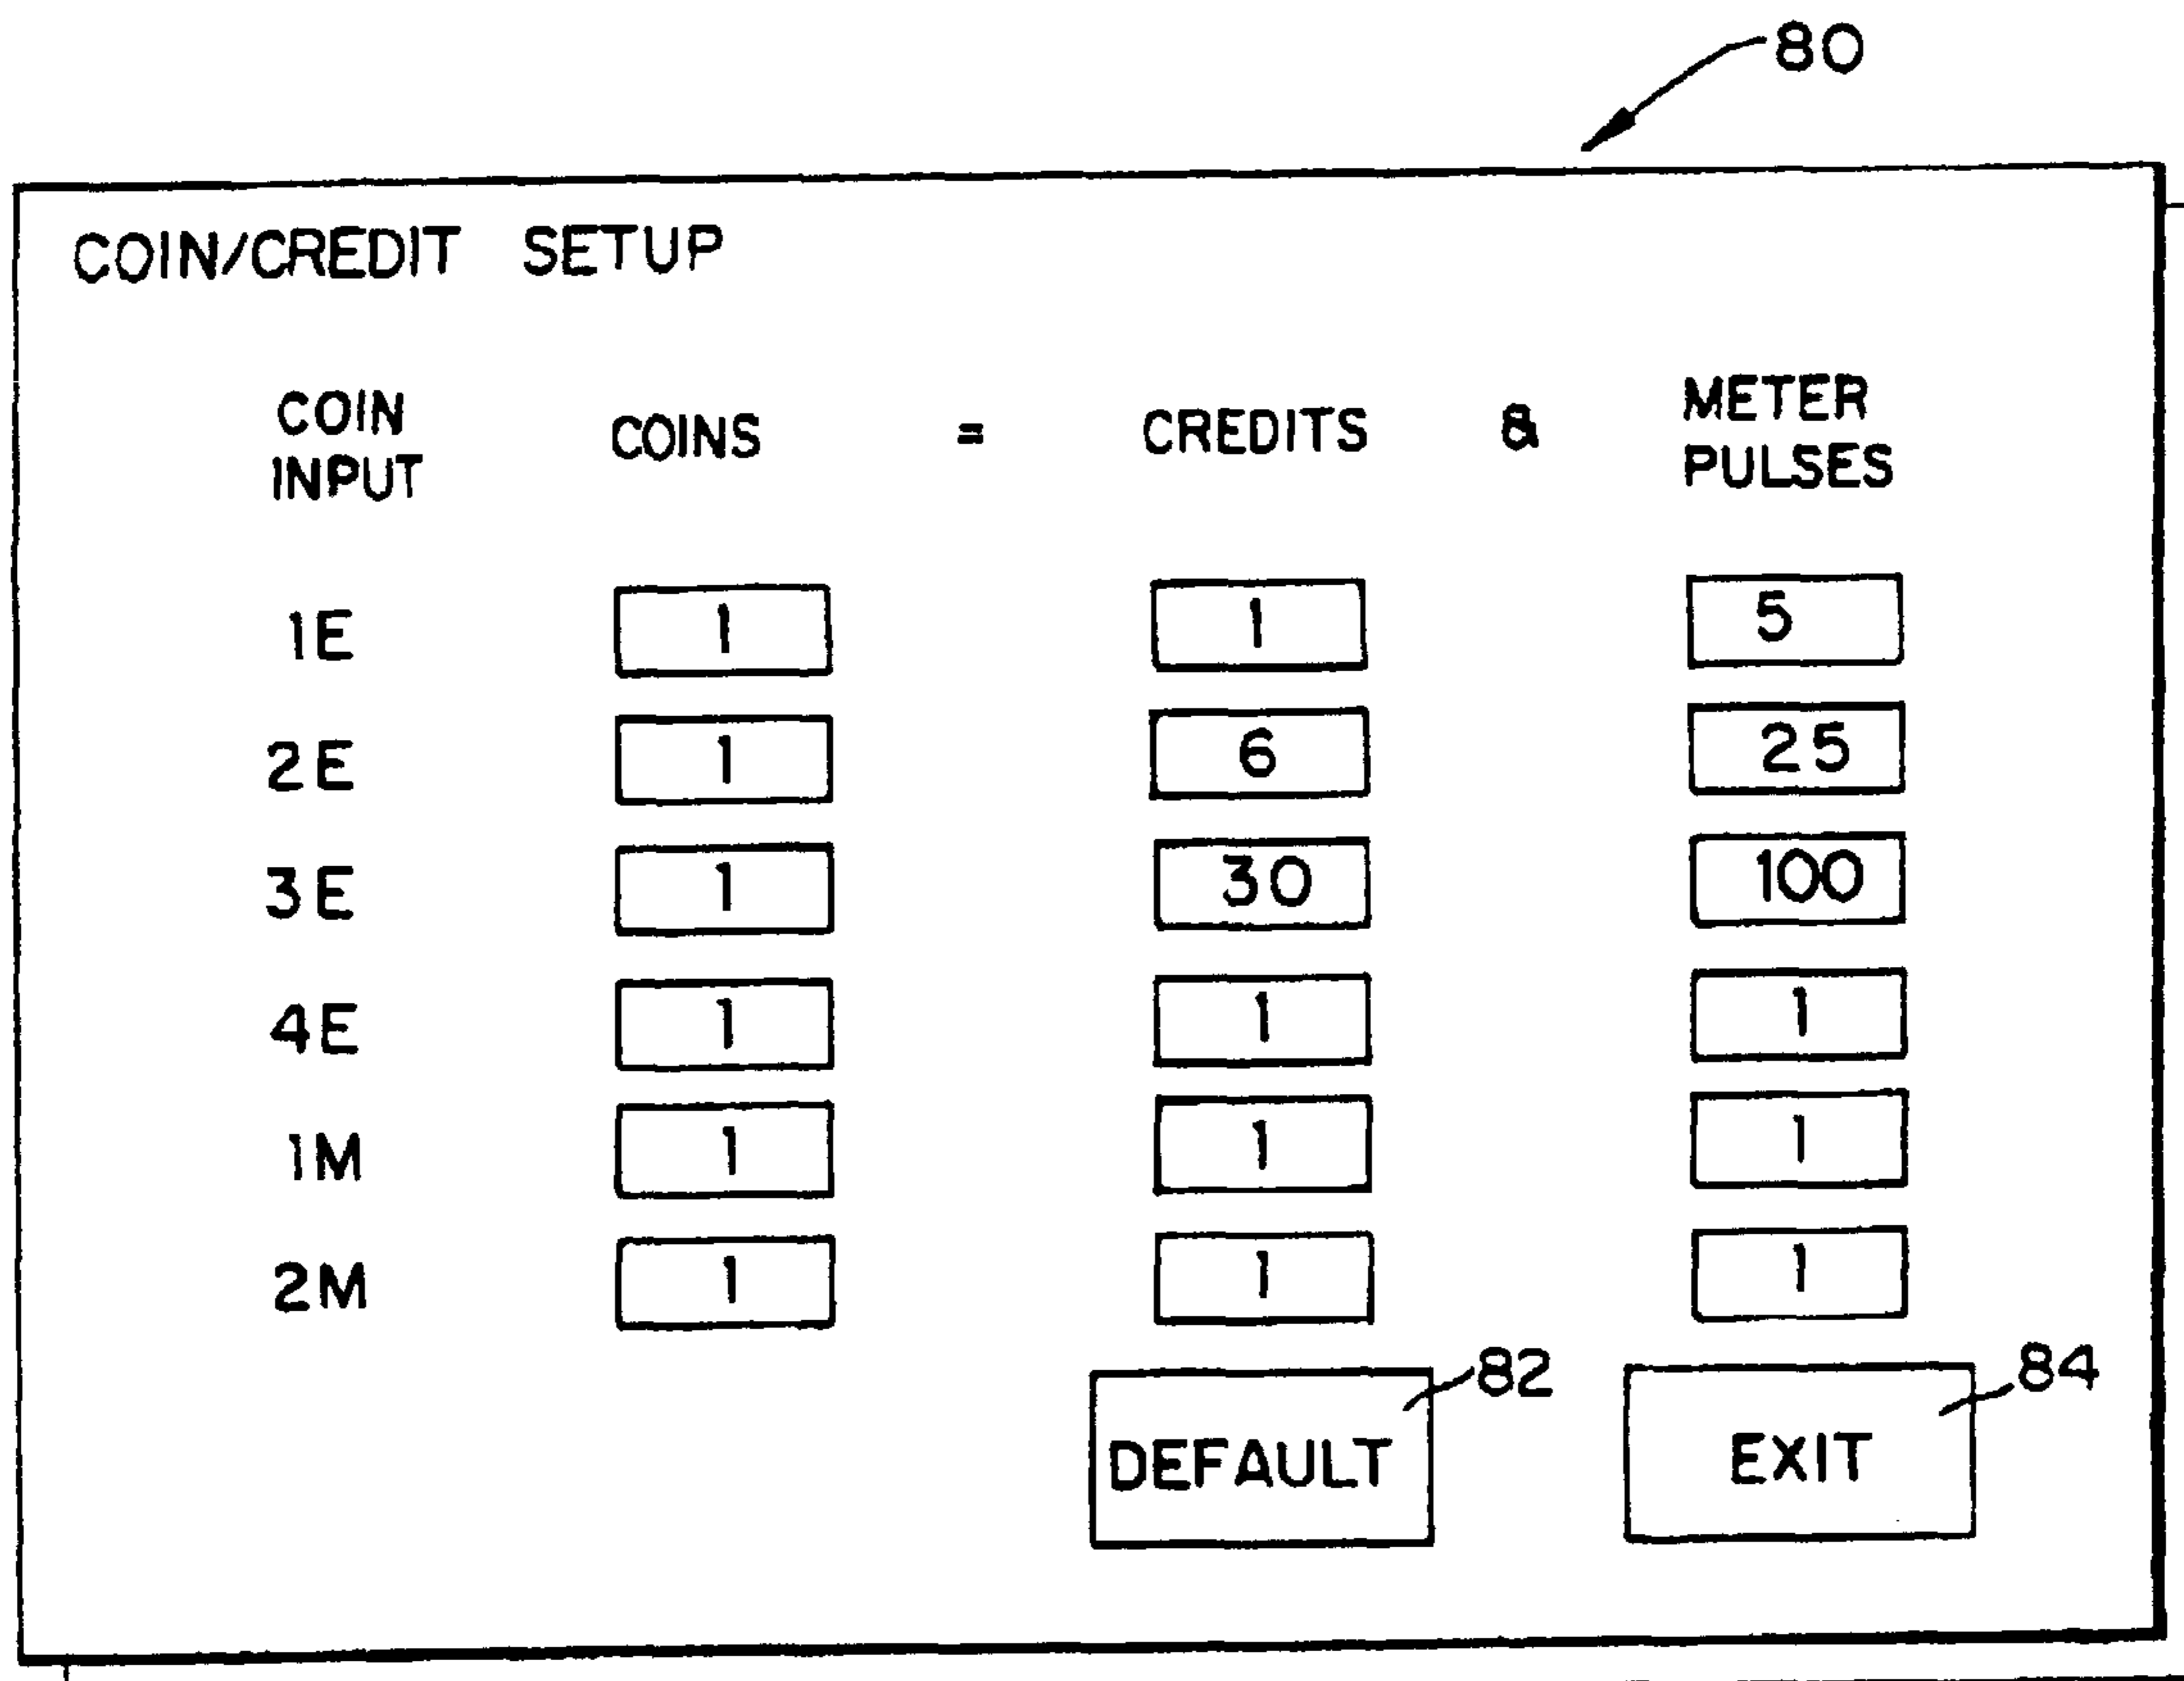 80
COIN/CREDIT SETUP
COIN INPUT COINS = CREDITS & METER PULSES
1E 1 1 5
2E 1 6 25
3E 1 30 100
4E 1 1 1
1M 1 1 1
2M 1 1 1
82 84
DEFAULT EXIT